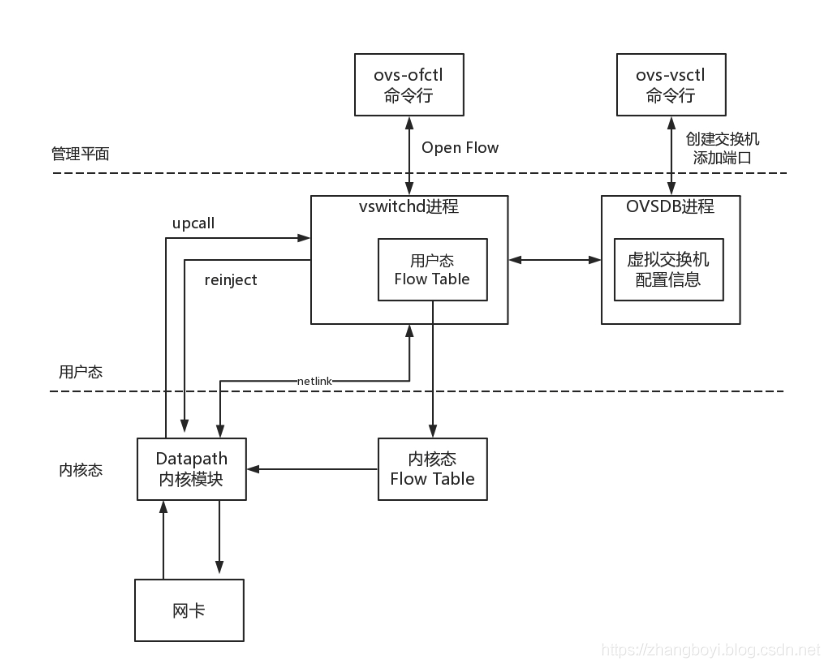 ovs-ofctl
命令行
ovs-vsctl
命令行
管理平面
Open Flow
创建交换机
添加端口
vswitchd进程
OVSDB进程
upcall
用户态
Flow Table
虚拟交换机
配置信息
reinject
用户态
netlink
内核态
Datapath
内核模块
内核态
Flow Table
网卡
https://zhangboyi.blog.csdn.net